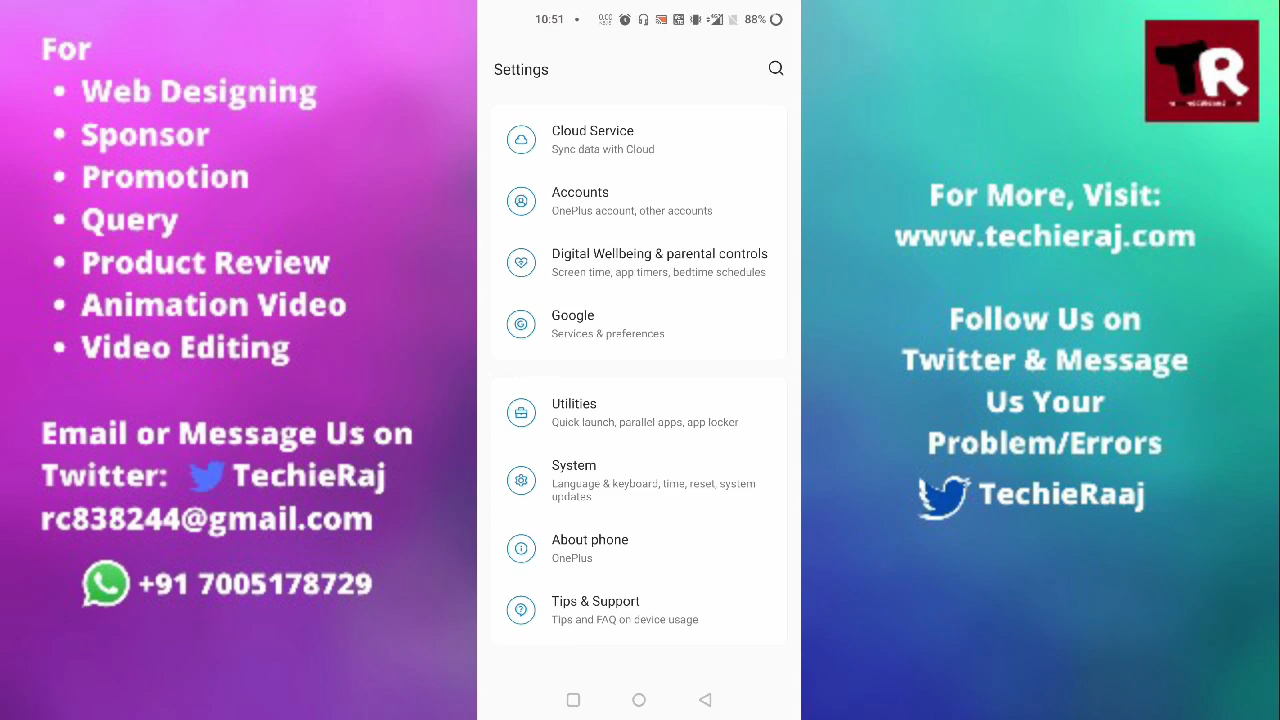 For
• Web Designing
• Sponsor
• Promotion
• Query
• Product Review
• Animation Video
• Video Editing
Email or Message Us on
Twitter: TechieRaj
rc838244@gmail.com
+91 7005178729
10:51 •
88%
Settings
Cloud Service
Sync data with Cloud
Accounts
OnePlus account, other accounts
Digital Wellbeing & parental controls
Screen time, app timers, bedtime schedules
Google
Services & preferences
Utilities
Quick launch, parallel apps, app locker
System
Language & keyboard, time, reset, system
updates
About phone
OnePlus
Tips & Support
Tips and FAQ on device usage
TR
For More, Visit:
www.techieraj.com
Follow Us on
Twitter & Message
Us Your
Problem/Errors
TechieRaaj